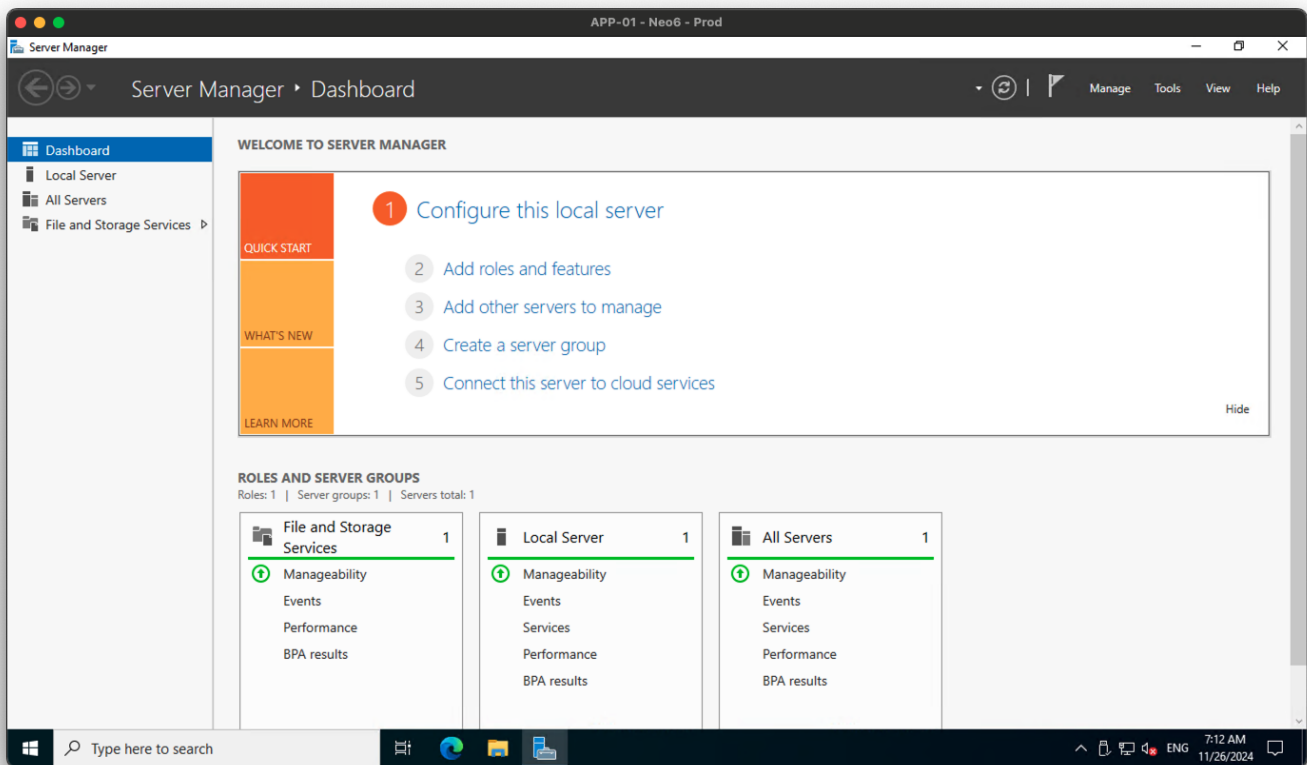 APP-01 - Neo6 - Prod
Server Manager
Server Manager ‣ Dashboard
Manage Tools View Help
Dashboard
Local Server
All Servers
File and Storage Services
WELCOME TO SERVER MANAGER
QUICK START
WHAT'S NEW
LEARN MORE
1 Configure this local server
2 Add roles and features
3 Add other servers to manage
4 Create a server group
5 Connect this server to cloud services
Hide
ROLES AND SERVER GROUPS
Roles: 1 | Server groups: 1 | Servers total: 1
File and Storage
Services 1
Manageability
Events
Performance
BPA results
Local Server 1
Manageability
Events
Services
Performance
BPA results
All Servers 1
Manageability
Events
Services
Performance
BPA results
Type here to search
ENG
7:12 AM
11/26/2024